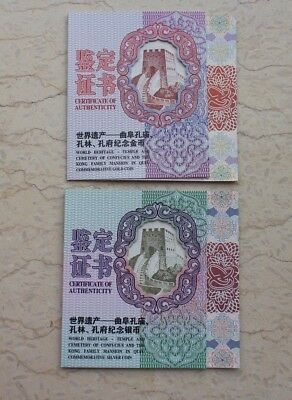 鉴定
证书
CERTIFICATE OF
AUTHENTICITY
世界遗产——曲阜孔庙、
孔林、孔府纪念金币
WORLD HERITAGE - TEMPLE AND
CEMETERY OF CONFUCIUS AND THE
KONG FAMILY MANSION IN QUFU
COMMEMORATIVE GOLD COIN
鉴定
证书
CERTIFICATE OF
AUTHENTICITY
世界遗产——曲阜孔庙、
孔林、孔府纪念银币
WORLD HERITAGE - TEMPLE AND
CEMETERY OF CONFUCIUS AND THE
KONG FAMILY MANSION IN QUFU
COMMEMORATIVE SILVER COIN